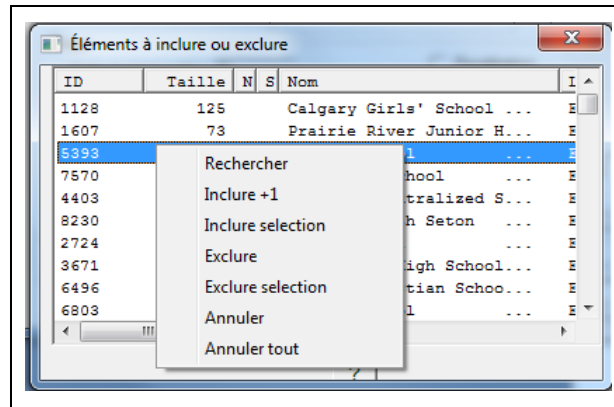 Éléments à inclure ou exclure
ID Taille N S Nom I
1128 125 Calgary Girls' School ... E
1607 73 Prairie River Junior H... E
5393 l ... E
7570 hool ... E
4403 tralized S... E
8230 h Seton ... E
2724 ... E
3671 igh School... E
6496 tian Schoo... E
6803 l ... E
Rechercher
Inclure +1
Inclure selection
Exclure
Exclure selection
Annuler
Annuler tout
?